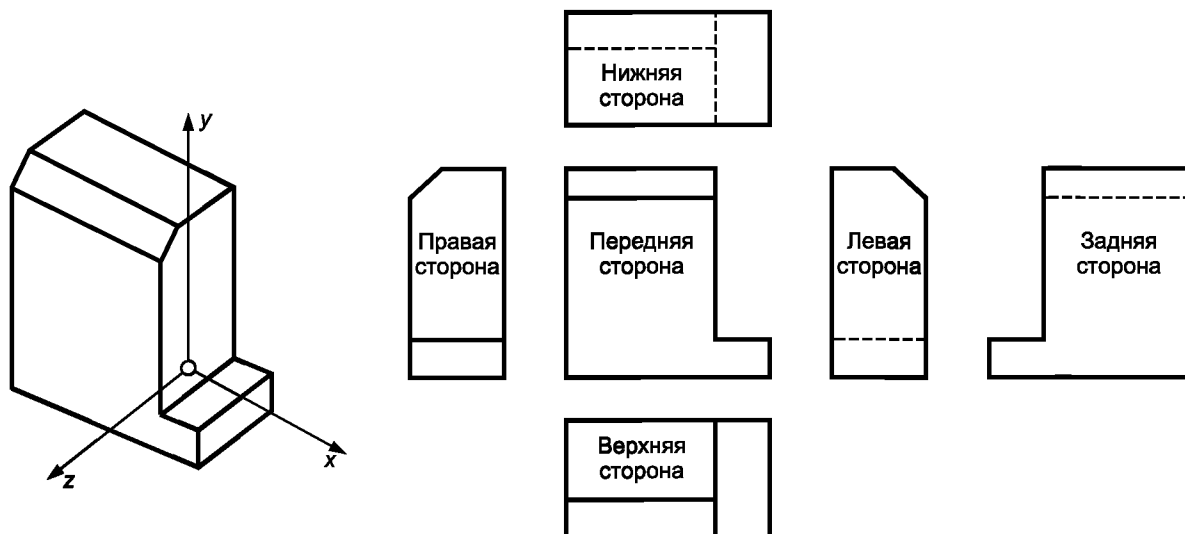 Нижняя
сторона
y
Правая
сторона
Передняя
сторона
Левая
сторона
Задняя
сторона
x
z
Верхняя
сторона